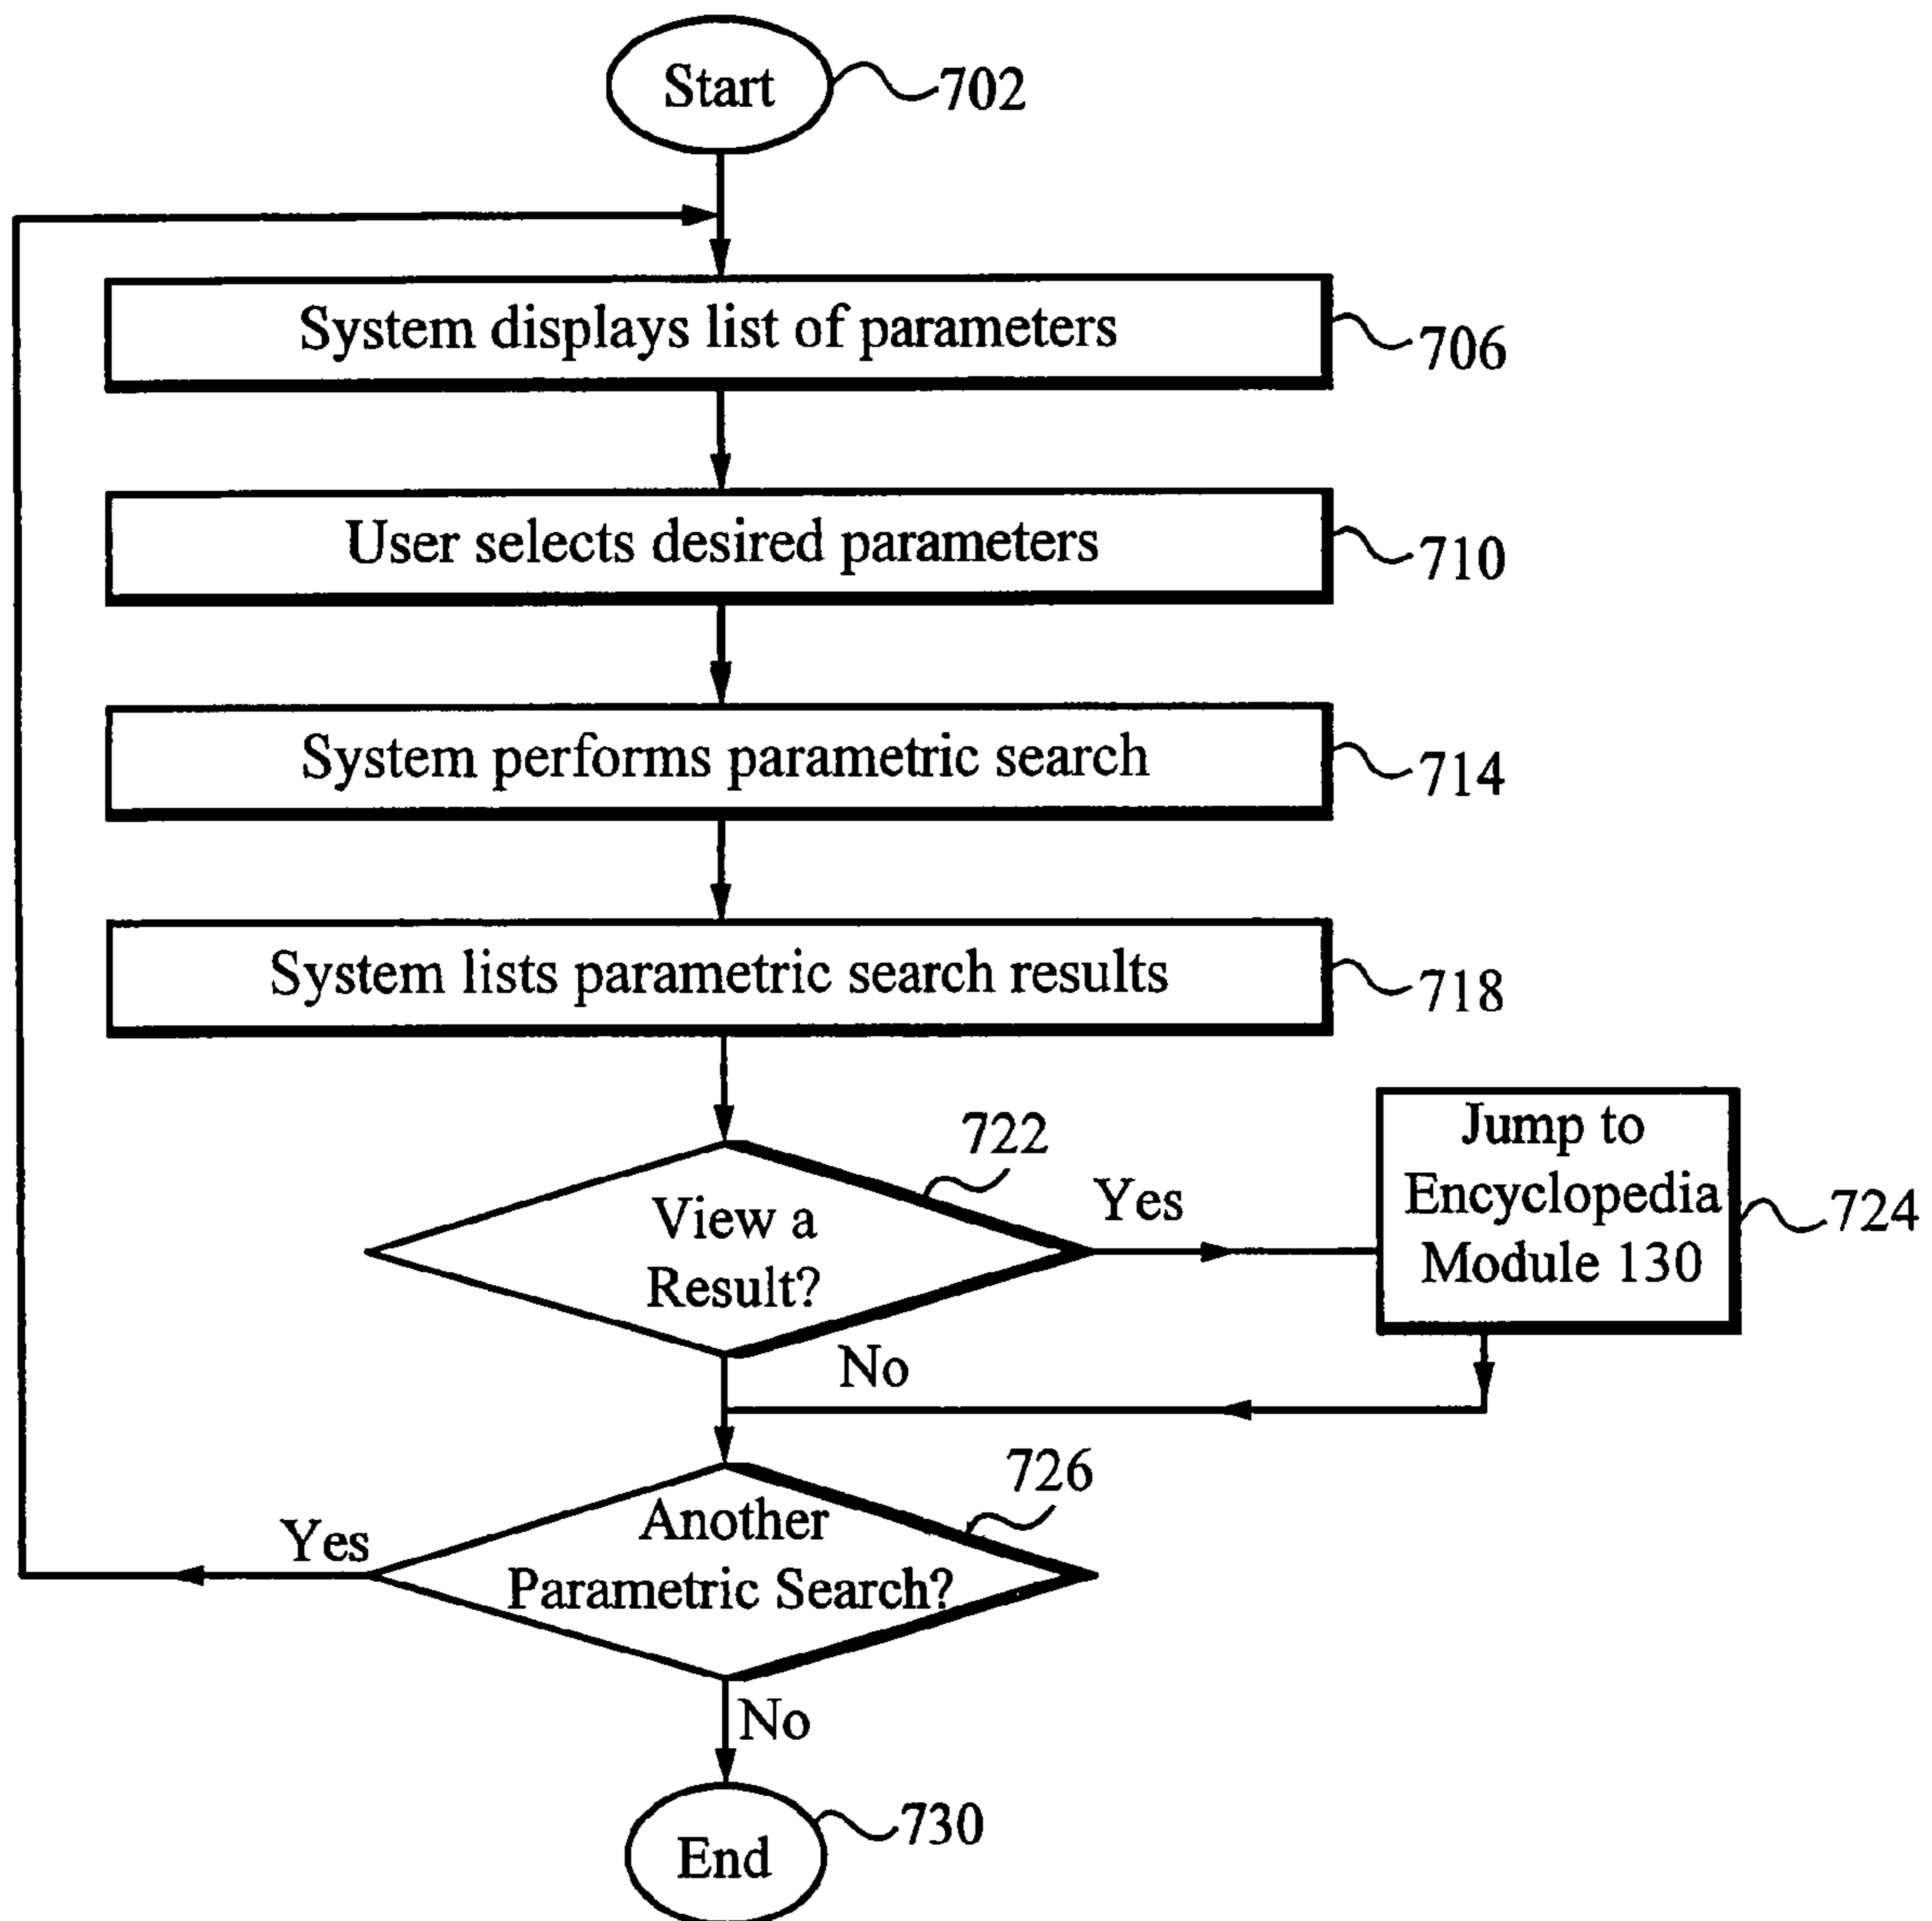 Start
702
System displays list of parameters
706
User selects desired parameters
710
System performs parametric search
714
System lists parametric search results
718
722
View a
Result?
Yes
Jump to
Encyclopedia
Module 130
724
No
726
Another
Parametric Search?
Yes
No
730
End